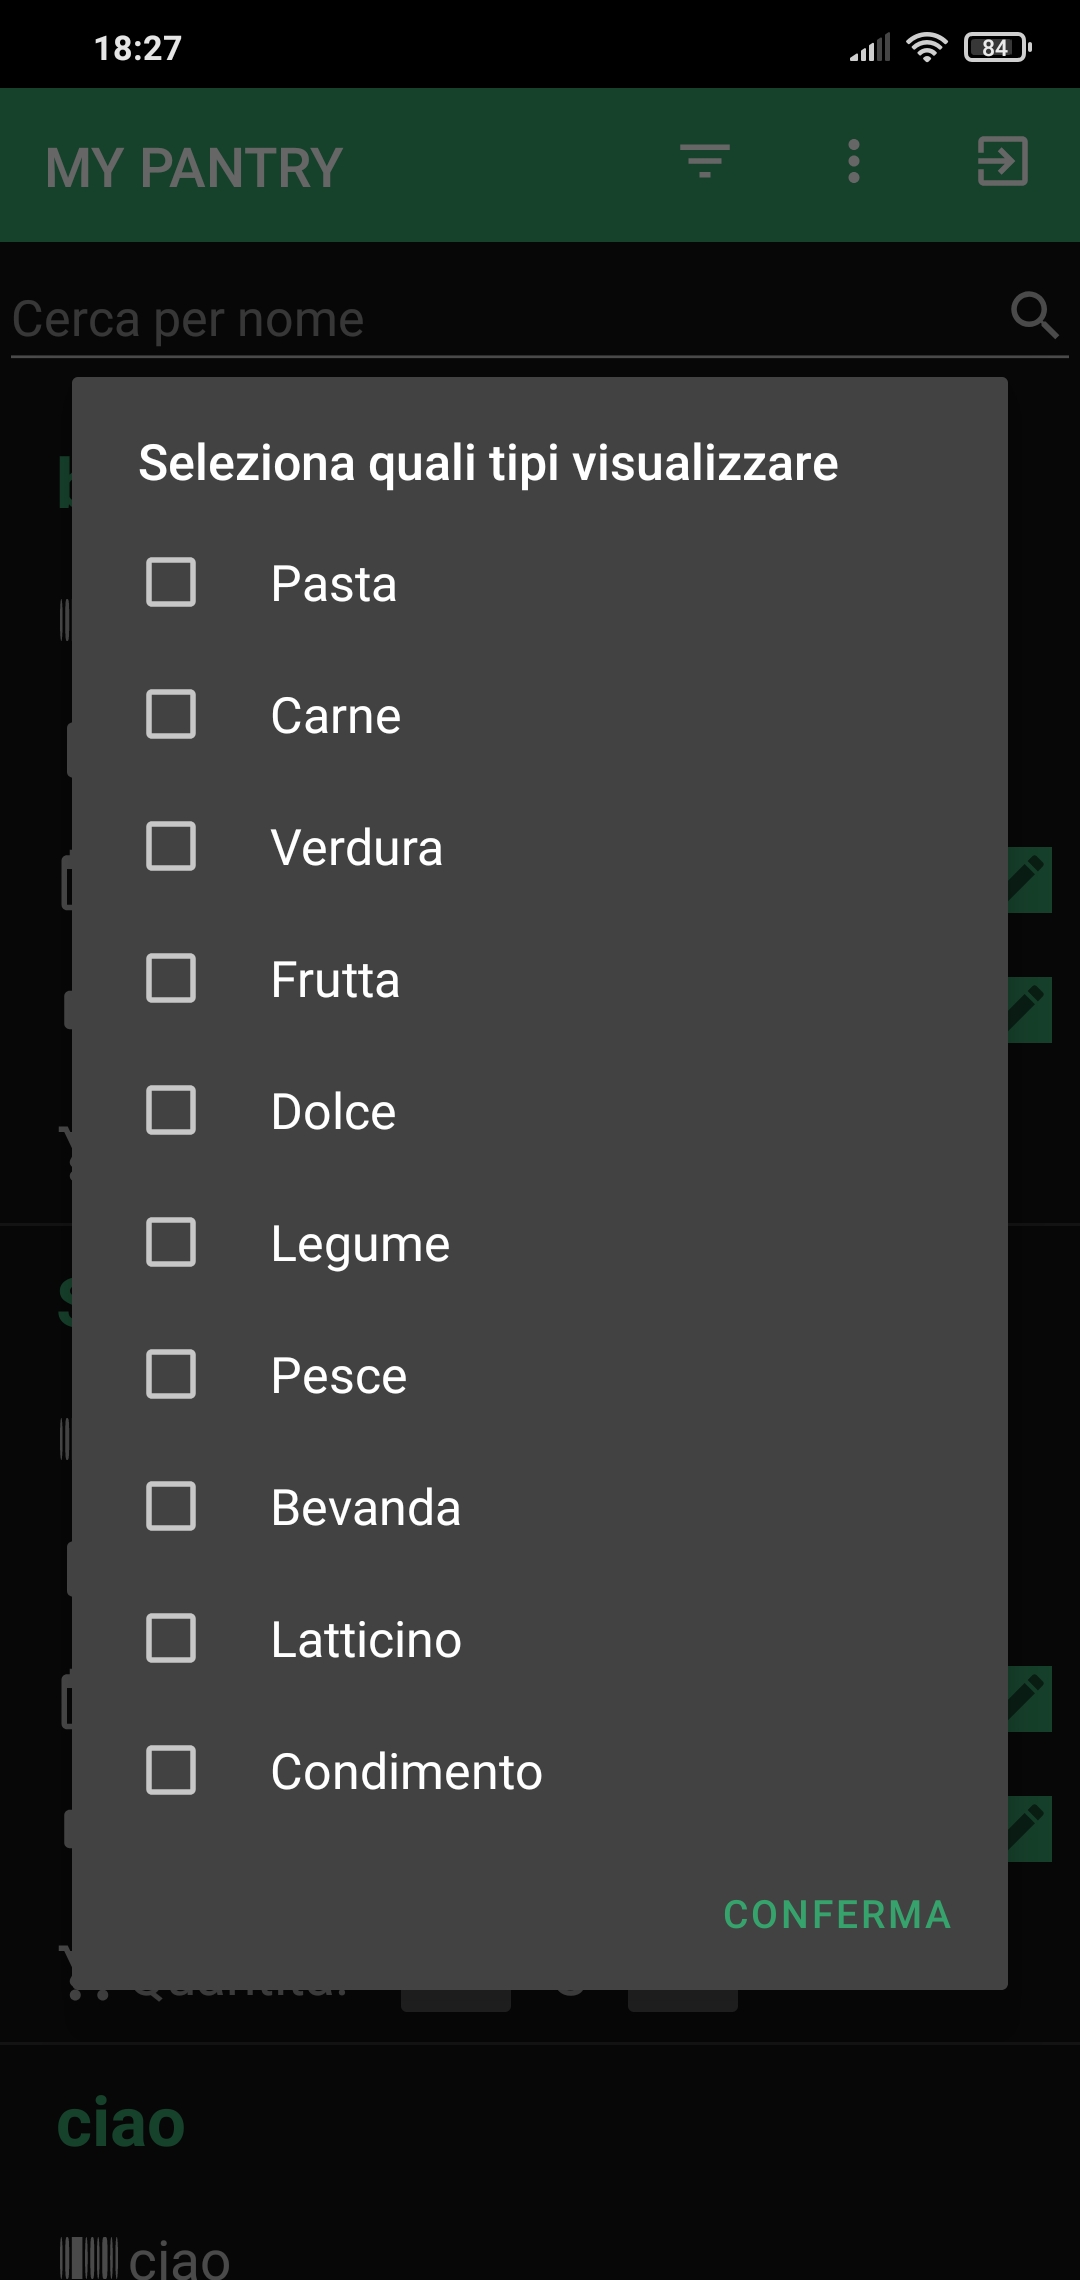 18:27
84
MY PANTRY
Cerca per nome
Seleziona quali tipi visualizzare
Pasta
Carne
Verdura
Frutta
Dolce
Legume
Pesce
Bevanda
Latticino
Condimento
CONFERMA
ciao
ciao